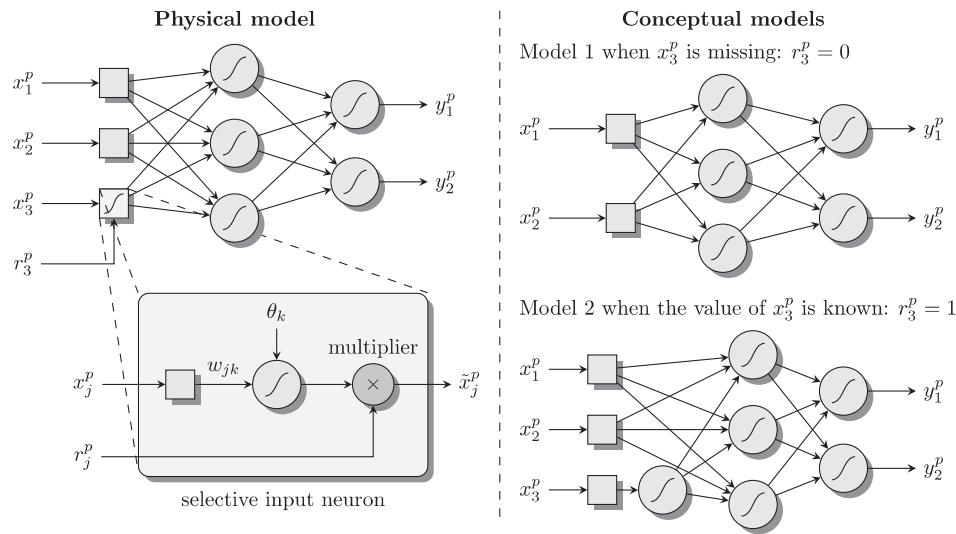 Physical model
x_1^p
x_2^p
x_3^p
r_3^p
y_1^p
y_2^p
θ_k
multiplier
x_j^p
w_{jk}
×
x̃_j^p
r_j^p
selective input neuron
Conceptual models
Model 1 when x_3^p is missing: r_3^p = 0
x_1^p
x_2^p
y_1^p
y_2^p
Model 2 when the value of x_3^p is known: r_3^p = 1
x_1^p
x_2^p
x_3^p
y_1^p
y_2^p